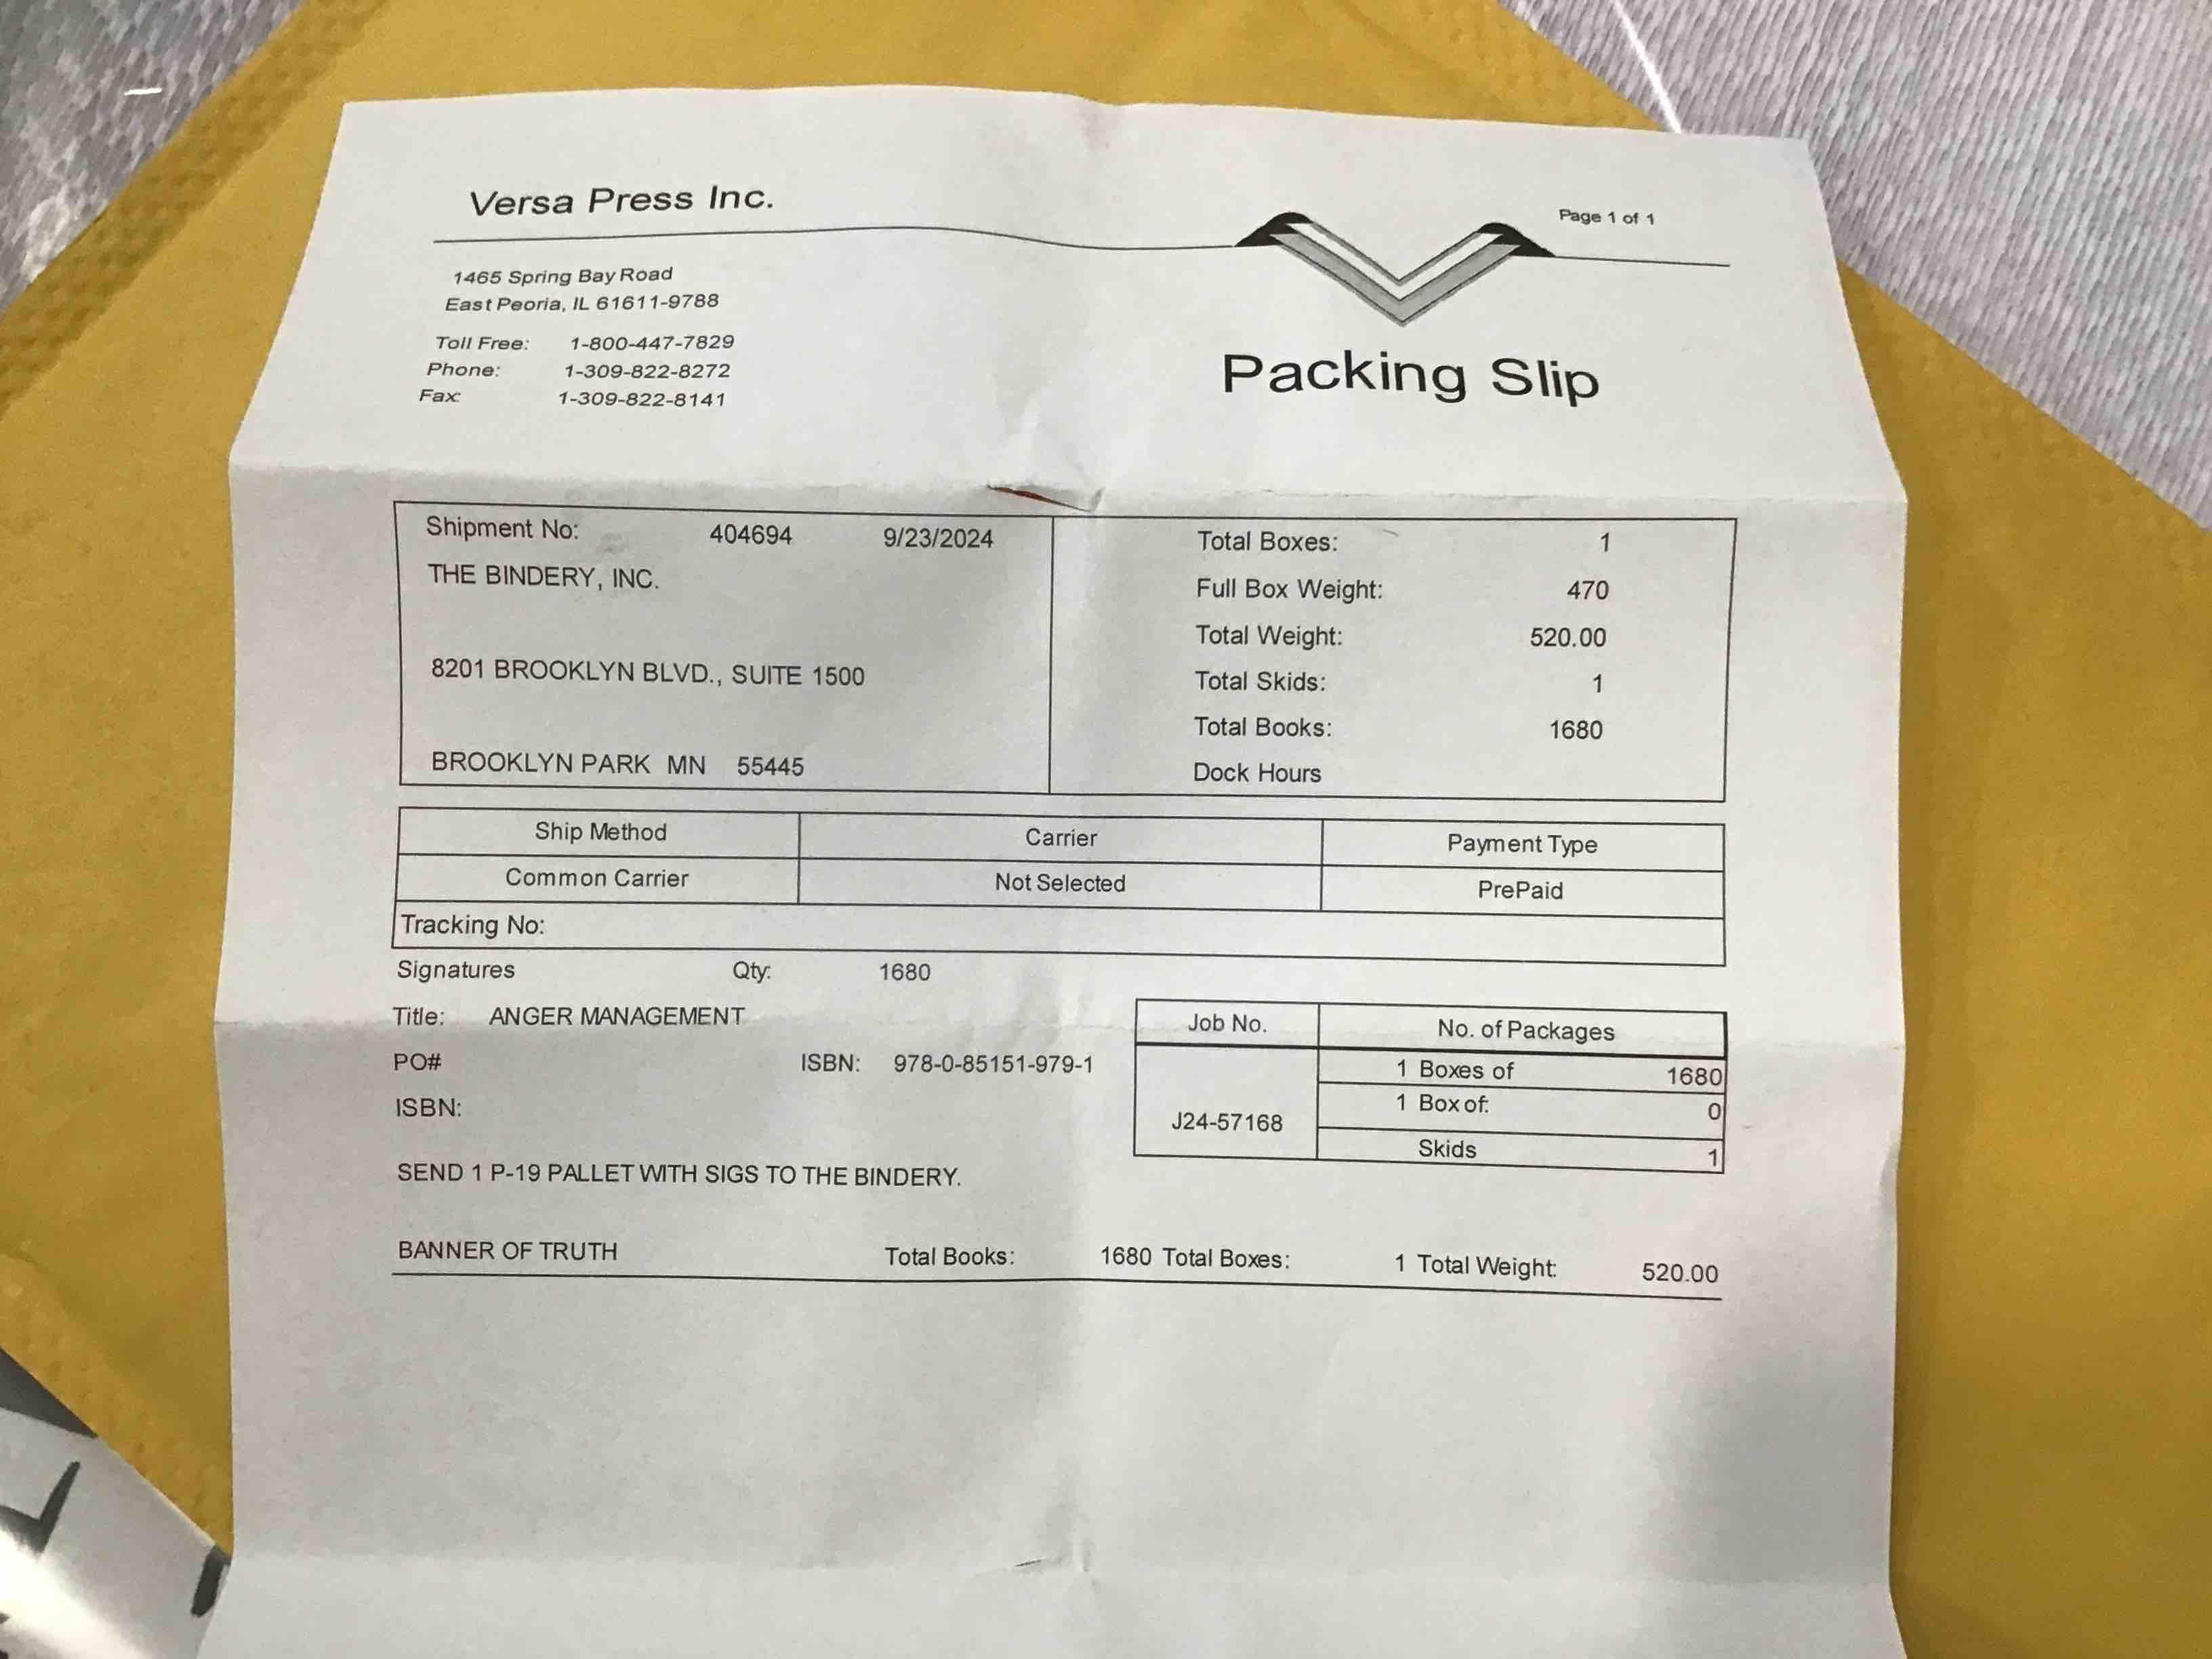 Versa Press Inc.
Page 1 of 1
1465 Spring Bay Road
East Peoria, IL 61611-9788
Toll Free: 1-800-447-7829
Phone: 1-309-822-8272
Fax: 1-309-822-8141
Packing Slip
Shipment No: 404694 9/23/2024
THE BINDERY, INC.
8201 BROOKLYN BLVD., SUITE 1500
BROOKLYN PARK MN 55445
Total Boxes: 1
Full Box Weight: 470
Total Weight: 520.00
Total Skids: 1
Total Books: 1680
Dock Hours
Ship Method Carrier Payment Type
Common Carrier Not Selected PrePaid
Tracking No:
Signatures Qty: 1680
Title: ANGER MANAGEMENT
PO# ISBN: 978-0-85151-979-1
ISBN:
Job No. No. of Packages
J24-57168
1 Boxes of 1680
1 Box of: 0
Skids 1
SEND 1 P-19 PALLET WITH SIGS TO THE BINDERY.
BANNER OF TRUTH Total Books: 1680 Total Boxes: 1 Total Weight: 520.00